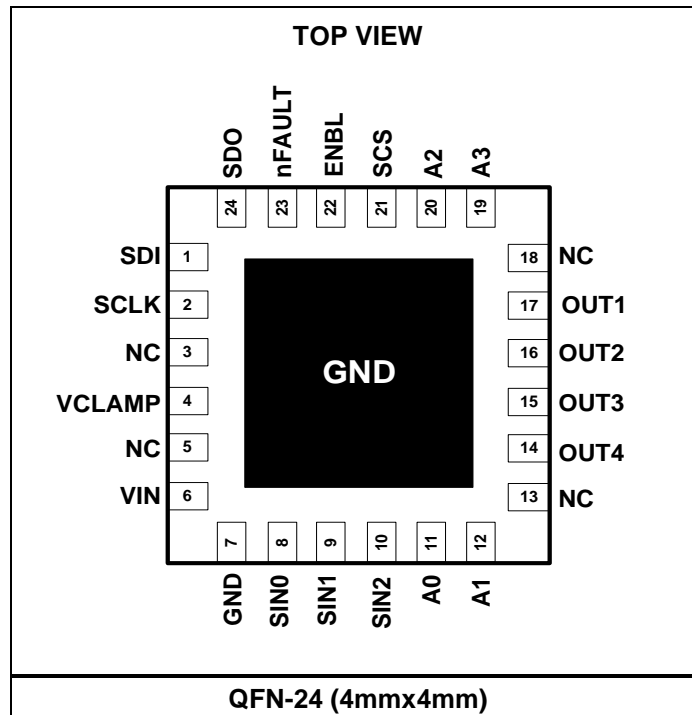 TOP VIEW
SDO
nFAULT
ENBL
SCS
A2
A3
24
23
22
21
20
19
SDI 1
SCLK 2
NC 3
VCLAMP 4
NC 5
VIN 6
GND
18 NC
17 OUT1
16 OUT2
15 OUT3
14 OUT4
13 NC
7
8
9
10
11
12
GND
SIN0
SIN1
SIN2
A0
A1
QFN-24 (4mmx4mm)